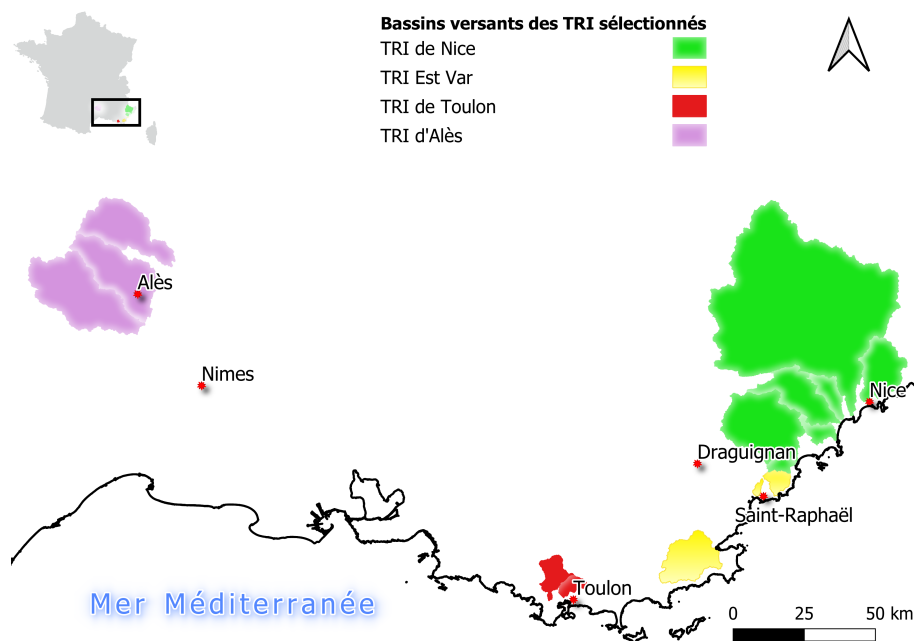 Bassins versants des TRI sélectionnés
TRI de Nice
TRI Est Var
TRI de Toulon
TRI d'Alès
Alès
Nimes
Nice
Draguignan
Saint-Raphaël
Toulon
Mer Méditerranée
0 25 50 km